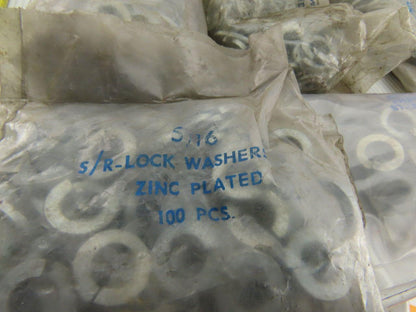 5/16
S/R-LOCK WASHERS
ZINC PLATED
100 PCS.